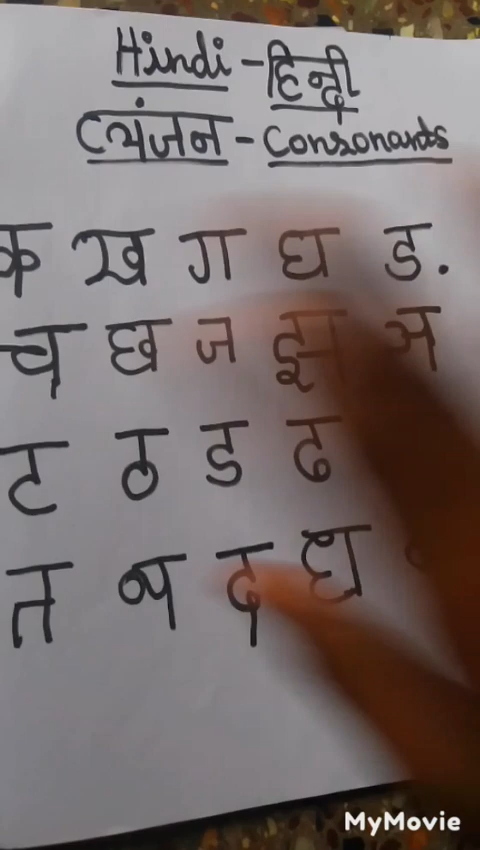 Hindi - हिन्दी
व्यंजन - Consonants
क ख ग घ ङ
च छ ज झ ञ
ट ठ ड ढ
त थ द ध
MyMovie